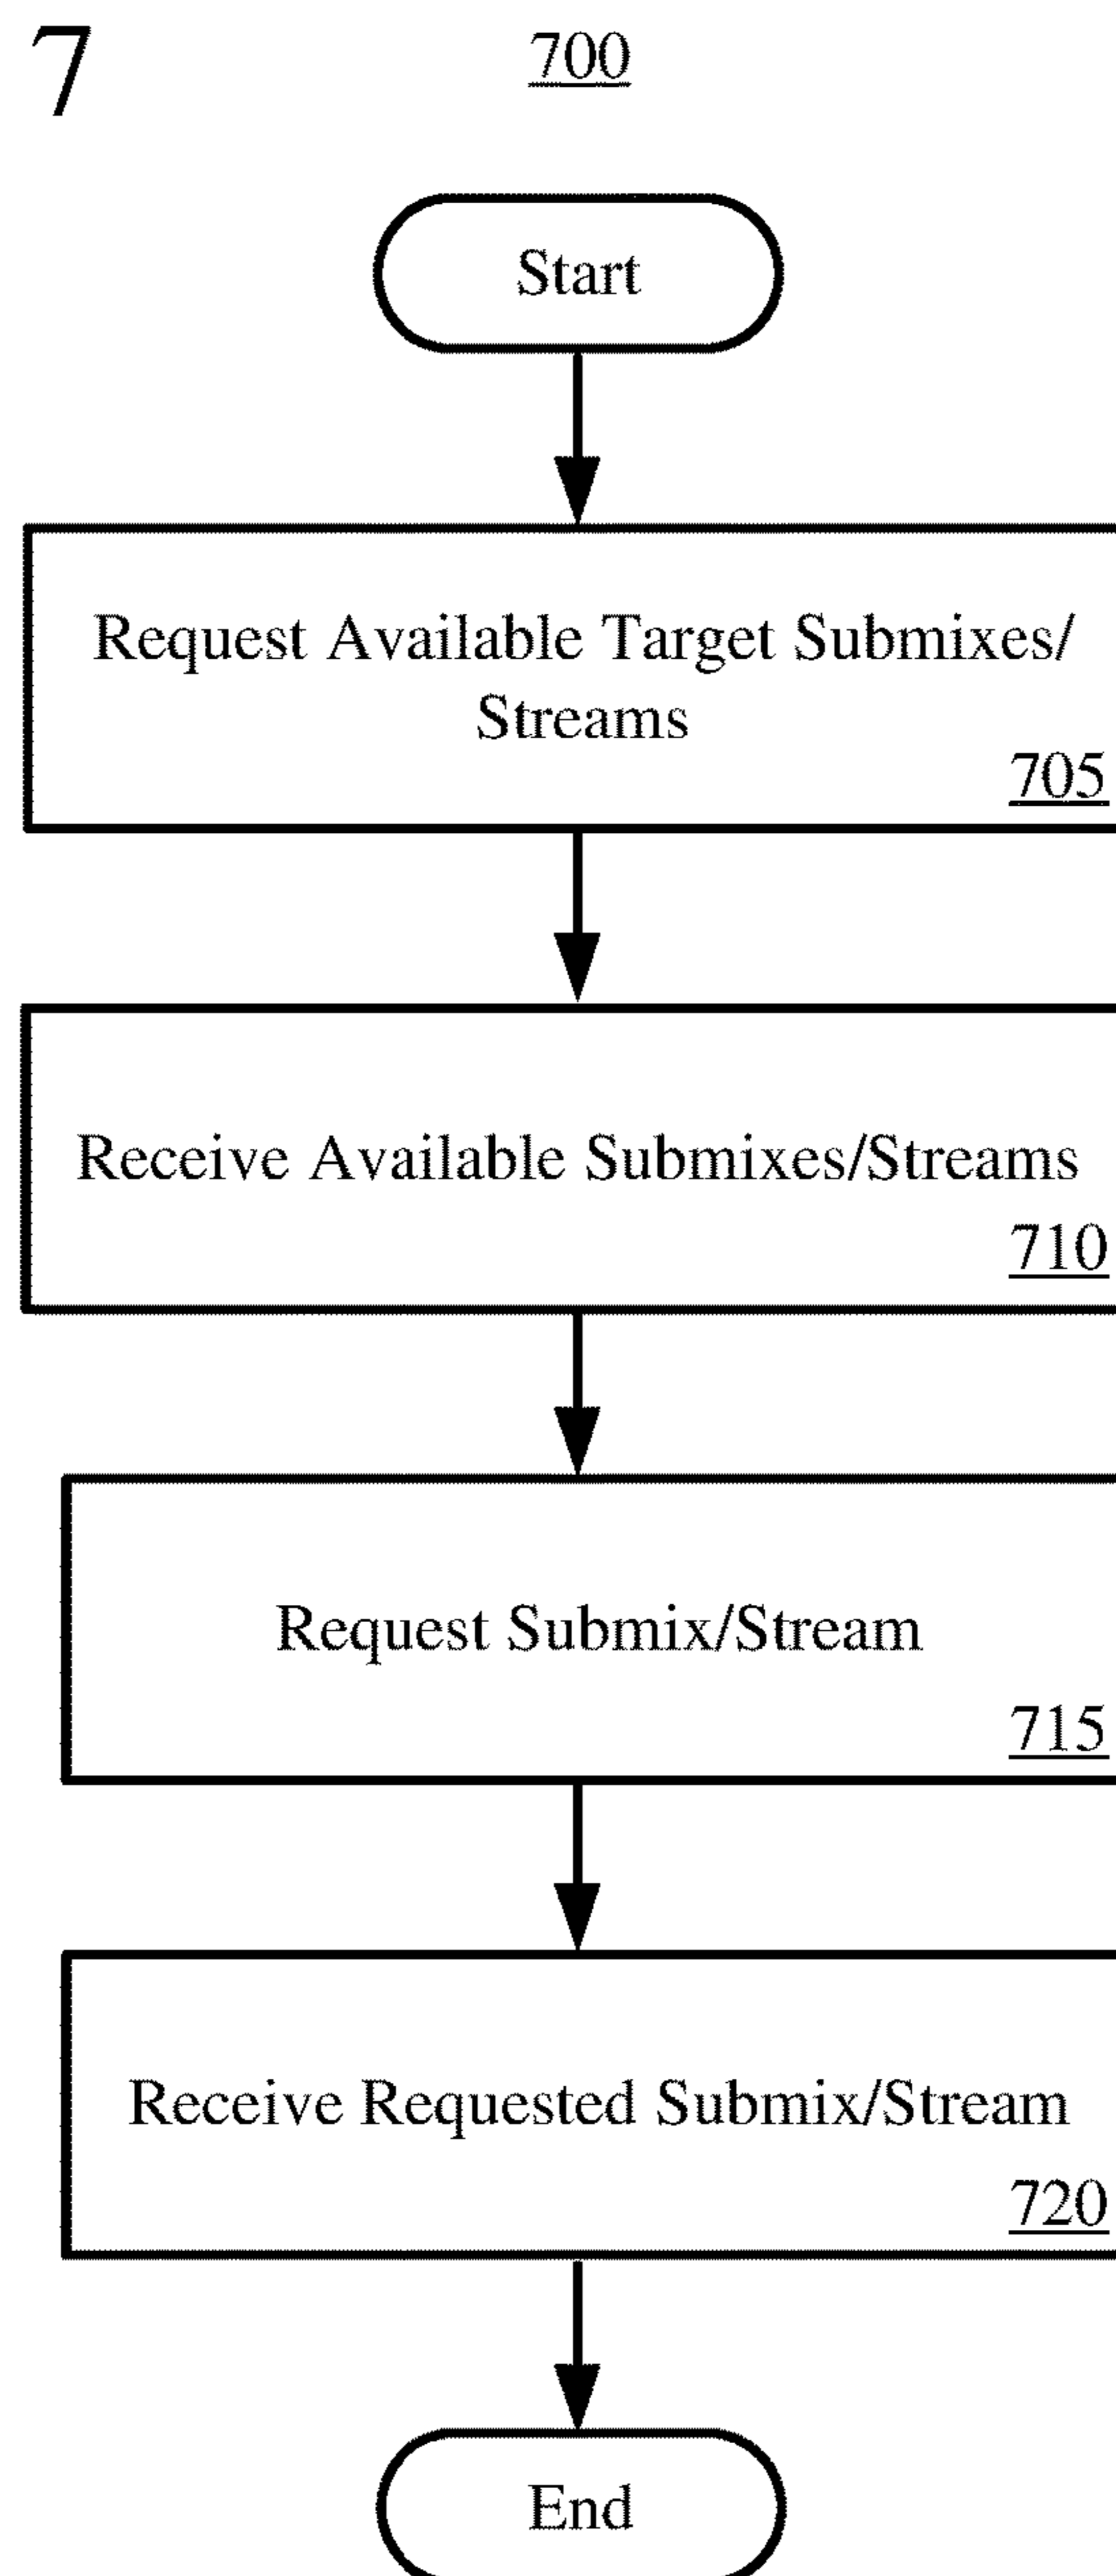 7
700
Start
Request Available Target Submixes/
Streams
705
Receive Available Submixes/Streams
710
Request Submix/Stream
715
Receive Requested Submix/Stream
720
End